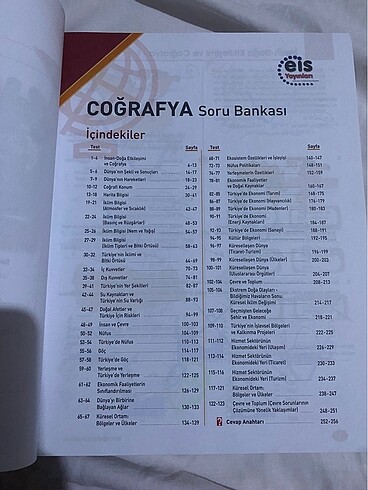 eis
Yayınları
COĞRAFYA Soru Bankası
İçindekiler
Test Sayfa
1-4 İnsan-Doğa Etkileşimi
ve Coğrafya 6-13
5-6 Dünya'nın Şekli ve Sonuçları 14-17
7-9 Dünya'nın Hareketleri 18-23
10-12 Coğrafi Konum 24-29
13-18 Harita Bilgisi 30-41
19-21 İklim Bilgisi
(Atmosfer ve Sıcaklık) 42-47
22-24 İklim Bilgisi
(Basınç ve Rüzgârlar) 48-53
25-26 İklim Bilgisi (Nem ve Yağış) 54-57
27-29 İklim Bilgisi
(İklim Tipleri ve Bitki Örtüsü) 58-63
30-32 Türkiye'nin İklimi ve
Bitki Örtüsü 64-69
33-34 İç Kuvvetler 70-73
35-38 Dış Kuvvetler 74-81
39-41 Türkiye'nin Yer Şekilleri 82-87
42-44 Su Kaynakları ve
Türkiye'nin Su Varlığı 88-93
45-47 Doğal Afetler ve
Türkiye İçin Riskleri 94-99
48-49 İnsan ve Çevre 100-103
50-52 Nüfus 104-109
53-54 Türkiye'de Nüfus 110-113
55-56 Göç 114-117
57-58 Türkiye'de Göç 118-121
59-60 Yerleşme ve
Türkiye'de Yerleşme 122-125
61-62 Ekonomik Faaliyetlerin
Sınıflandırılması 126-129
63-64 Dünya'yı Birbirine
Bağlayan Ağlar 130-133
65-67 Küresel Ortam:
Bölgeler ve Ülkeler 134-139
Test Sayfa
68-71 Ekosistem Özellikleri ve İşleyişi 140-147
72-73 Nüfus Politikaları 148-151
74-77 Yerleşmelerin Özellikleri 152-159
78-81 Ekonomik Faaliyetler
ve Doğal Kaynaklar 160-167
82-85 Türkiye'de Ekonomi (Tarım) 168-175
86-87 Türkiye'de Ekonomi (Hayvancılık) 176-179
88-89 Türkiye'de Ekonomi (Madenler) 180-183
90-91 Türkiye'de Ekonomi
(Enerji Kaynakları) 184-187
92-93 Türkiye'de Ekonomi (Sanayi) 188-191
94-95 Kültür Bölgeleri 192-195
96-97 Küreselleşen Dünya
(Ticaret-Turizm) 196-199
98-99 Küreselleşen Dünya (Ülkeler) 200-203
100-101 Küreselleşen Dünya
(Uluslararası Örgütler) 204-207
102-104 Çevre ve Toplum 208-213
105-106 Ekstrem Doğa Olayları -
Bildiğimiz Havaların Sonu:
Küresel İklim Değişimi 214-217
107-108 Geçmişten Geleceğe
Şehir ve Ekonomi 218-221
109-110 Türkiye'nin İşlevsel Bölgeleri
ve Kalkınma Projeleri 222-225
111-112 Hizmet Sektörünün
Ekonomideki Yeri (Ulaşım) 226-229
113-114 Hizmet Sektörünün
Ekonomideki Yeri (Ticaret) 230-233
115-116 Hizmet Sektörünün
Ekonomideki Yeri (Turizm) 234-237
117-121 Küresel Ortam:
Bölgeler ve Ülkeler 238-247
122-123 Çevre ve Toplum (Çevre Sorunlarının
Çözümüne Yönelik Yaklaşımlar) 248-251
Cevap Anahtarı 252-256